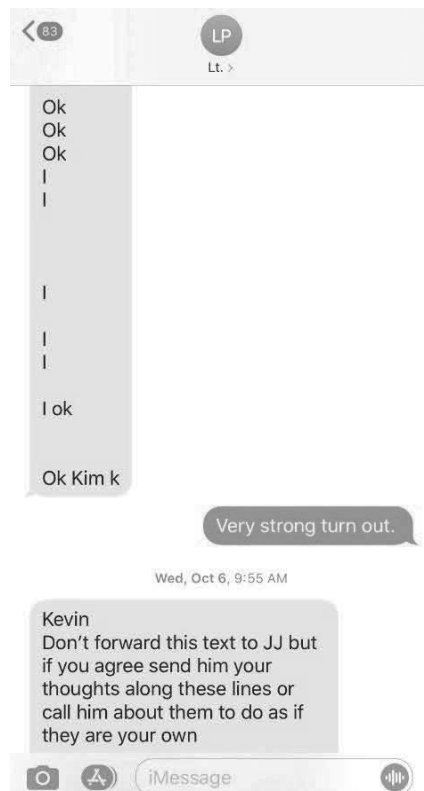 83
LP
Lt. >
Ok
Ok
Ok
I
I
I
I
I
I ok
Ok Kim k
Very strong turn out.
Wed, Oct 6, 9:55 AM
Kevin
Don't forward this text to JJ but
if you agree send him your
thoughts along these lines or
call him about them to do as if
they are your own
iMessage